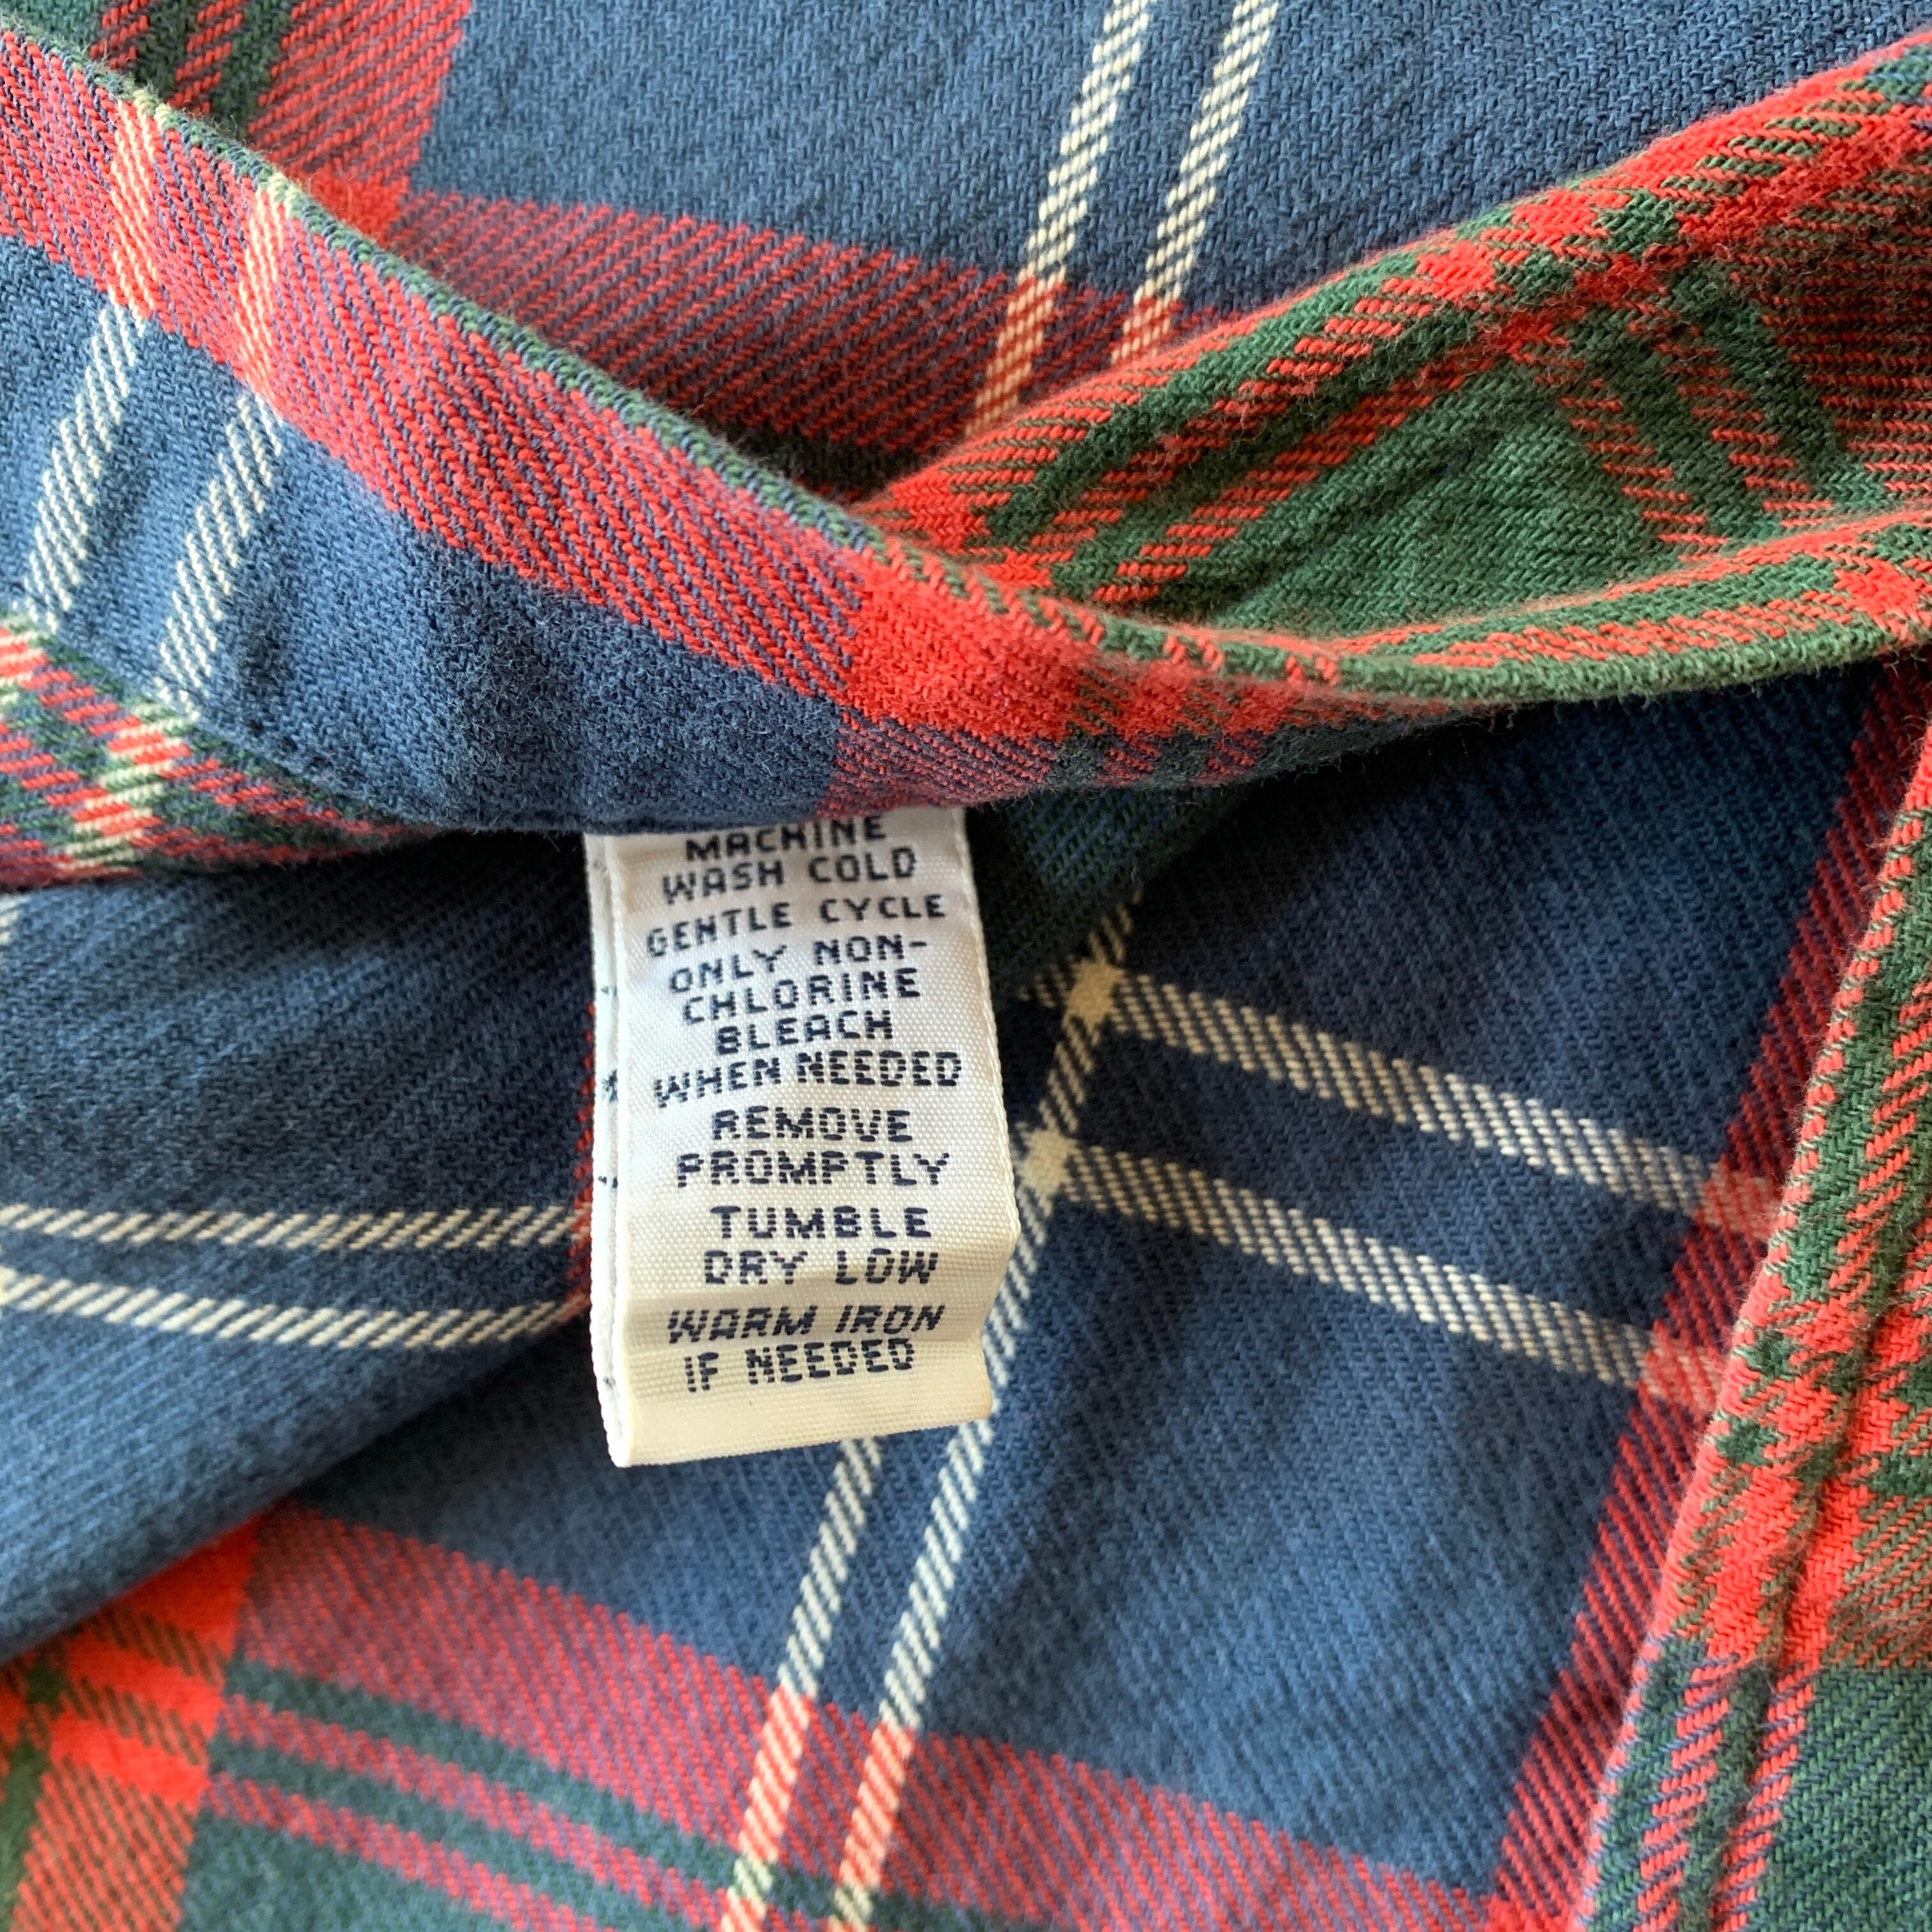 MACHINE
WASH COLD
GENTLE CYCLE
ONLY NON-
CHLORINE
BLEACH
WHEN NEEDED
REMOVE
PROMPTLY
TUMBLE
DRY LOW
WARM IRON
IF NEEDED